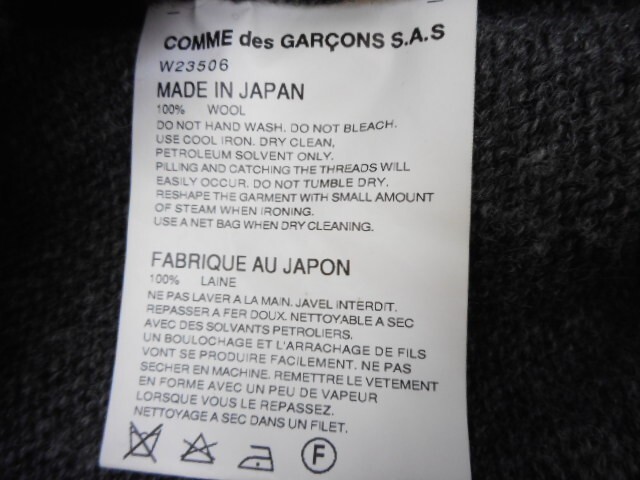 COMME des GARÇONS S.A.S
W23506
MADE IN JAPAN
100% WOOL
DO NOT HAND WASH. DO NOT BLEACH.
USE COOL IRON. DRY CLEAN,
PETROLEUM SOLVENT ONLY.
PILLING AND CATCHING THE THREADS WILL
EASILY OCCUR. DO NOT TUMBLE DRY.
RESHAPE THE GARMENT WITH SMALL AMOUNT
OF STEAM WHEN IRONING.
USE A NET BAG WHEN DRY CLEANING.
FABRIQUE AU JAPON
100% LAINE
NE PAS LAVER A LA MAIN. JAVEL INTERDIT.
REPASSER A FER DOUX. NETTOYABLE A SEC
AVEC DES SOLVANTS PETROLIERS.
UN BOULOCHAGE ET L'ARRACHAGE DE FILS
VONT SE PRODUIRE FACILEMENT. NE PAS
SECHER EN MACHINE. REMETTRE LE VETEMENT
EN FORME AVEC UN PEU DE VAPEUR
LORSQUE VOUS LE REPASSEZ.
NETTOYAGE A SEC DANS UN FILET.
F